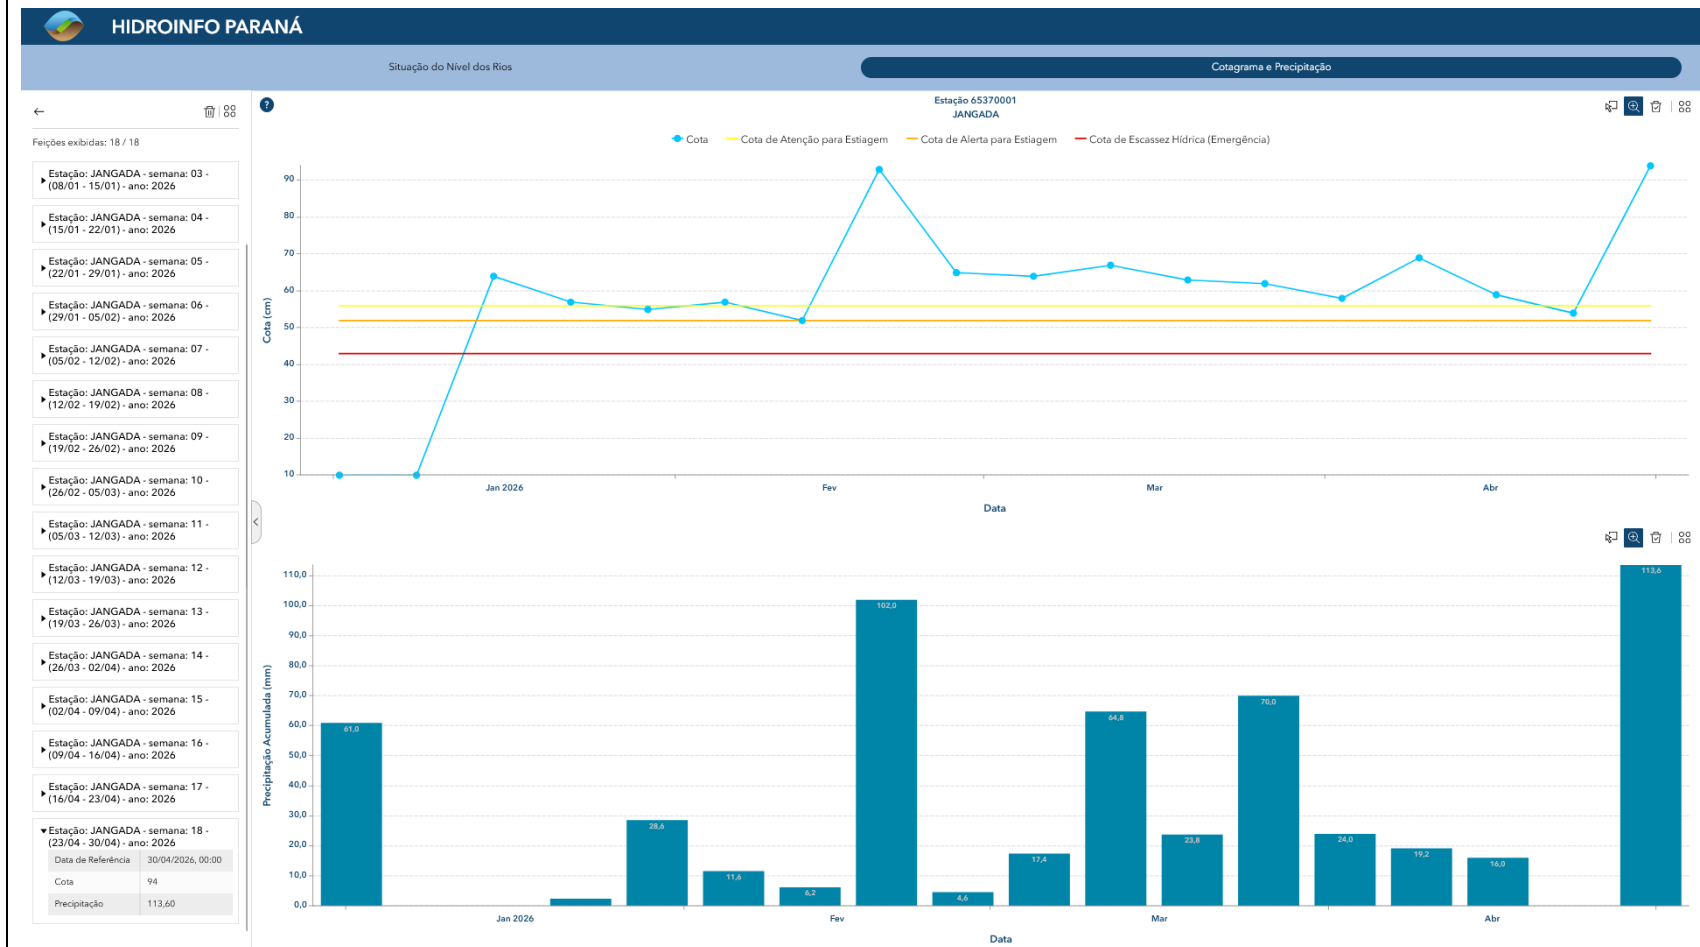 HIDROINFO PARANÁ
Situação do Nível dos Rios
Cotagrama e Precipitação
Feições exibidas: 18 / 18
Estação: JANGADA - semana: 03 -
(08/01 - 15/01) - ano: 2026
Estação: JANGADA - semana: 04 -
(15/01 - 22/01) - ano: 2026
Estação: JANGADA - semana: 05 -
(22/01 - 29/01) - ano: 2026
Estação: JANGADA - semana: 06 -
(29/01 - 05/02) - ano: 2026
Estação: JANGADA - semana: 07 -
(05/02 - 12/02) - ano: 2026
Estação: JANGADA - semana: 08 -
(12/02 - 19/02) - ano: 2026
Estação: JANGADA - semana: 09 -
(19/02 - 26/02) - ano: 2026
Estação: JANGADA - semana: 10 -
(26/02 - 05/03) - ano: 2026
Estação: JANGADA - semana: 11 -
(05/03 - 12/03) - ano: 2026
Estação: JANGADA - semana: 12 -
(12/03 - 19/03) - ano: 2026
Estação: JANGADA - semana: 13 -
(19/03 - 26/03) - ano: 2026
Estação: JANGADA - semana: 14 -
(26/03 - 02/04) - ano: 2026
Estação: JANGADA - semana: 15 -
(02/04 - 09/04) - ano: 2026
Estação: JANGADA - semana: 16 -
(09/04 - 16/04) - ano: 2026
Estação: JANGADA - semana: 17 -
(16/04 - 23/04) - ano: 2026
Estação: JANGADA - semana: 18 -
(23/04 - 30/04) - ano: 2026
Data de Referência 30/04/2026, 00:00
Cota 94
Precipitação 113,60
?
Estação 65370001
JANGADA
Cota Cota de Atenção para Estiagem Cota de Alerta para Estiagem Cota de Escassez Hídrica (Emergência)
Cota (cm)
90
80
70
60
50
40
30
20
10
Jan 2026 Fev Mar Abr
Data
Precipitação Acumulada (mm)
110,0
100,0
90,0
80,0
70,0
60,0
50,0
40,0
30,0
20,0
10,0
0,0
61,0
28,6
11,6
6,2
102,0
4,6
17,4
64,8
23,8
70,0
24,0
19,2
16,0
113,6
Jan 2026 Fev Mar Abr
Data